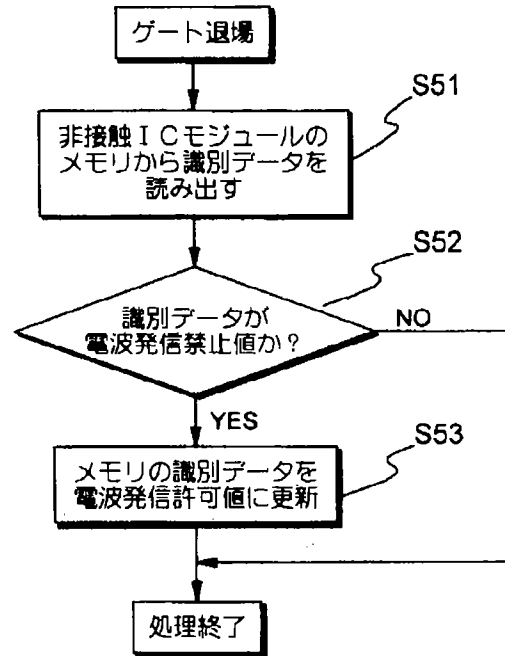 ゲート退場
S51
非接触ICモジュールの
メモリから識別データを
読み出す
S52
識別データが
電波発信禁止値か？
NO
YES
S53
メモリの識別データを
電波発信許可値に更新
処理終了